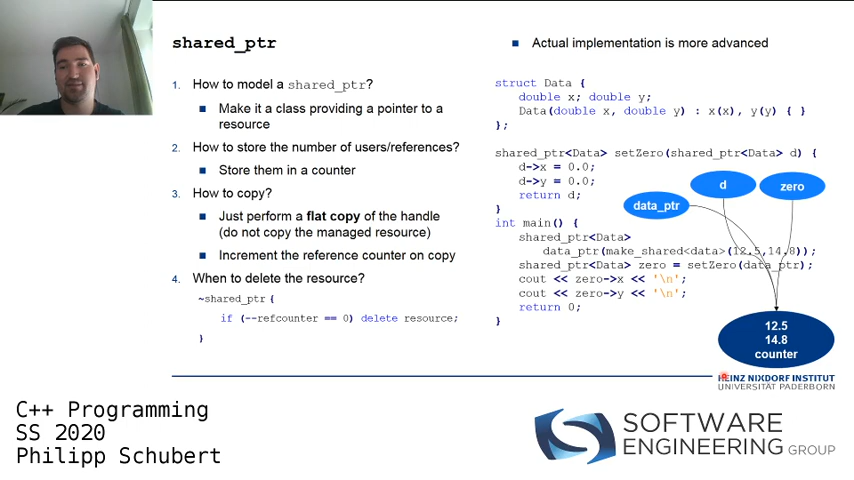 shared_ptr
1. How to model a shared_ptr?
■ Make it a class providing a pointer to a
resource
2. How to store the number of users/references?
■ Store them in a counter
3. How to copy?
■ Just perform a flat copy of the handle
(do not copy the managed resource)
■ Increment the reference counter on copy
4. When to delete the resource?
~shared_ptr {
if (--refcounter == 0) delete resource;
}
■ Actual implementation is more advanced
struct Data {
double x; double y;
Data(double x, double y) : x(x), y(y) { }
};
shared_ptr<Data> setZero(shared_ptr<Data> d) {
d->x = 0.0;
d->y = 0.0;
return d;
}
int main() {
shared_ptr<Data>
data_ptr(make_shared<data>(12.5,14.8));
shared_ptr<Data> zero = setZero(data_ptr);
cout << zero->x << '\n';
cout << zero->y << '\n';
return 0;
}
data_ptr
d
zero
12.5
14.8
counter
HEINZ NIXDORF INSTITUT
UNIVERSITÄT PADERBORN
C++ Programming
SS 2020
Philipp Schubert
SOFTWARE
ENGINEERING GROUP